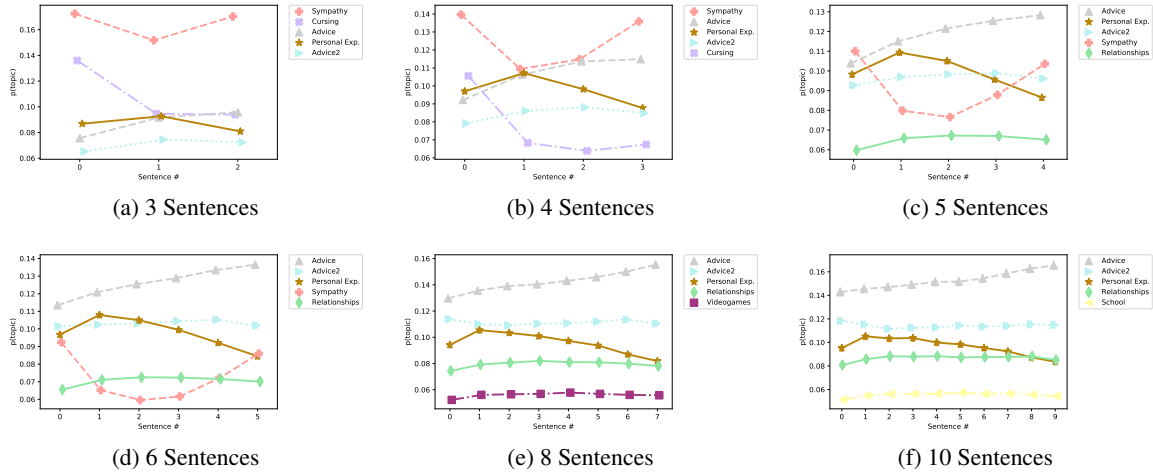 0.16
0.14
0.12
0.10
0.08
0.06
p(topic)
0 1 2
Sentence #
Sympathy
Cursing
Advice
Personal Exp.
Advice2
(a) 3 Sentences
0.14
0.13
0.12
0.11
0.10
0.09
0.08
0.07
0.06
p(topic)
0 1 2 3
Sentence #
Sympathy
Advice
Personal Exp.
Advice2
Cursing
(b) 4 Sentences
0.13
0.12
0.11
0.10
0.09
0.08
0.07
0.06
p(topic)
0 1 2 3 4
Sentence #
Advice
Personal Exp.
Advice2
Sympathy
Relationships
(c) 5 Sentences
0.14
0.13
0.12
0.11
0.10
0.09
0.08
0.07
0.06
p(topic)
0 1 2 3 4 5
Sentence #
Advice
Advice2
Personal Exp.
Sympathy
Relationships
(d) 6 Sentences
0.16
0.14
0.12
0.10
0.08
0.06
p(topic)
0 1 2 3 4 5 6 7
Sentence #
Advice
Advice2
Personal Exp.
Relationships
Videogames
(e) 8 Sentences
0.16
0.14
0.12
0.10
0.08
0.06
p(topic)
0 1 2 3 4 5 6 7 8 9
Sentence #
Advice
Advice2
Personal Exp.
Relationships
School
(f) 10 Sentences